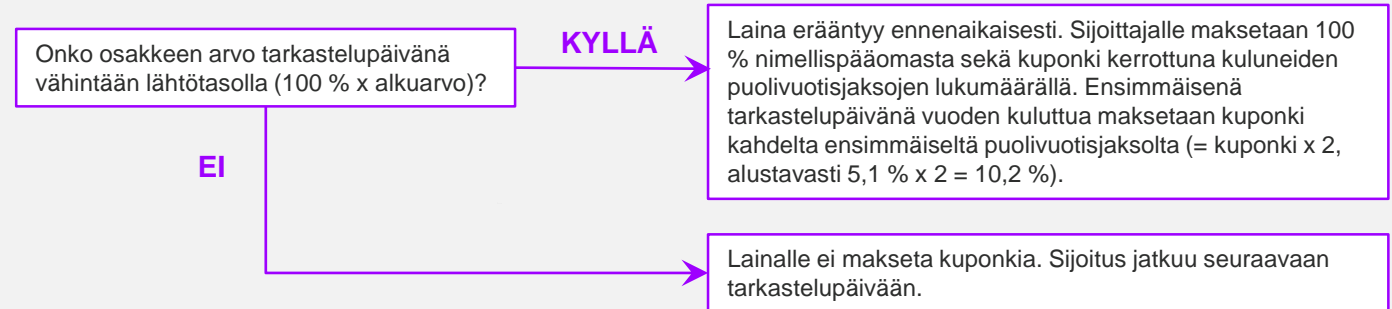 Onko osakkeen arvo tarkastelupäivänä
vähintään lähtötasolla (100 % x alkuarvo)?
KYLLÄ
Laina erääntyy ennenaikaisesti. Sijoittajalle maksetaan 100
% nimellispääomasta sekä kuponki kerrottuna kuluneiden
puolivuotisjaksojen lukumäärällä. Ensimmäisenä
tarkastelupäivänä vuoden kuluttua maksetaan kuponki
kahdelta ensimmäiseltä puolivuotisjaksolta (= kuponki x 2,
alustavasti 5,1 % x 2 = 10,2 %).
EI
Lainalle ei makseta kuponkia. Sijoitus jatkuu seuraavaan
tarkastelupäivään.